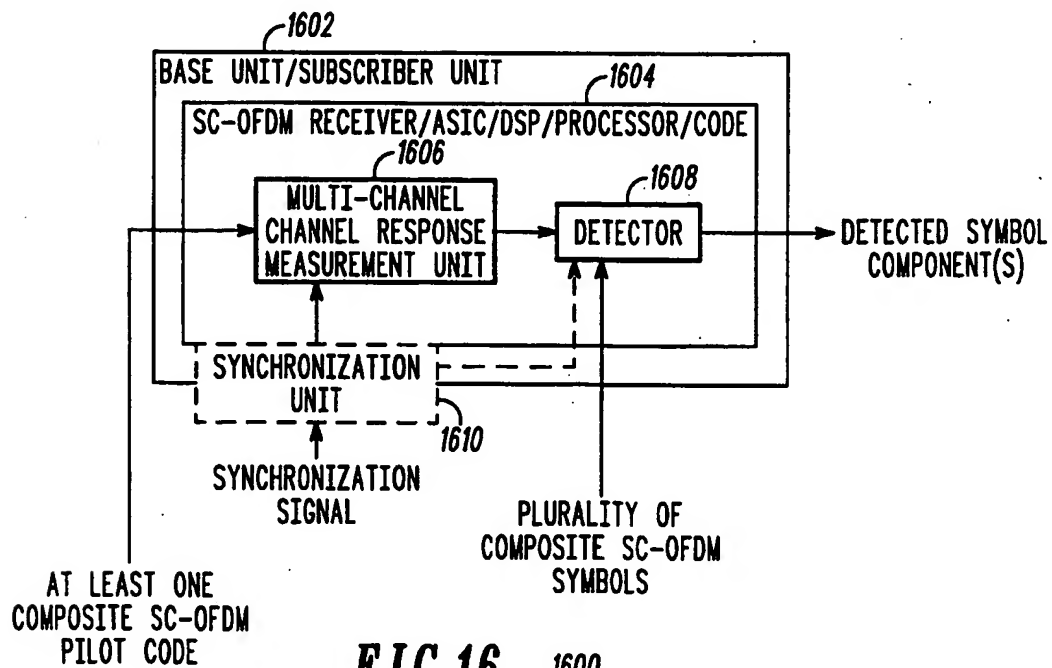 1602
BASE UNIT/SUBSCRIBER UNIT
1604
SC-OFDM RECEIVER/ASIC/DSP/PROCESSOR/CODE
1606
MULTI-CHANNEL
CHANNEL RESPONSE
MEASUREMENT UNIT
1608
DETECTOR
DETECTED SYMBOL
COMPONENT(S)
SYNCHRONIZATION
UNIT
1610
SYNCHRONIZATION
SIGNAL
PLURALITY OF
COMPOSITE SC-OFDM
SYMBOLS
AT LEAST ONE
COMPOSITE SC-OFDM
PILOT CODE
FIG.16
1600